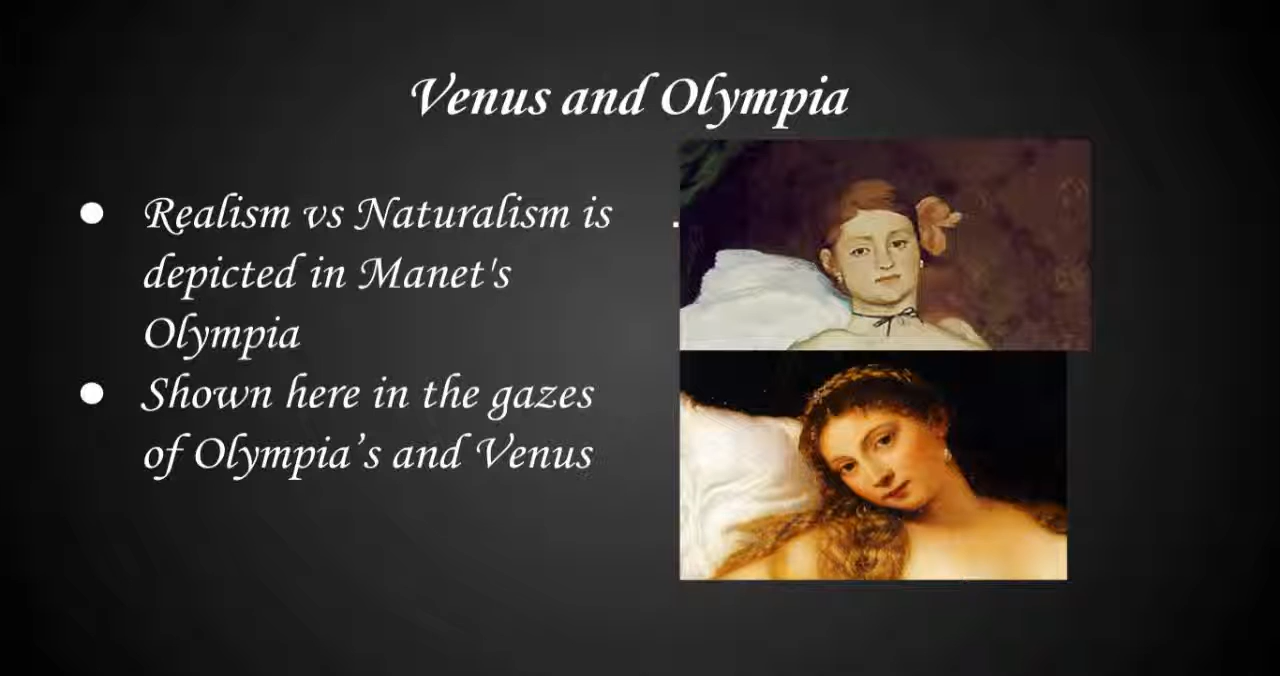 Venus and Olympia
● Realism vs Naturalism is
depicted in Manet's
Olympia
● Shown here in the gazes
of Olympia’s and Venus
.